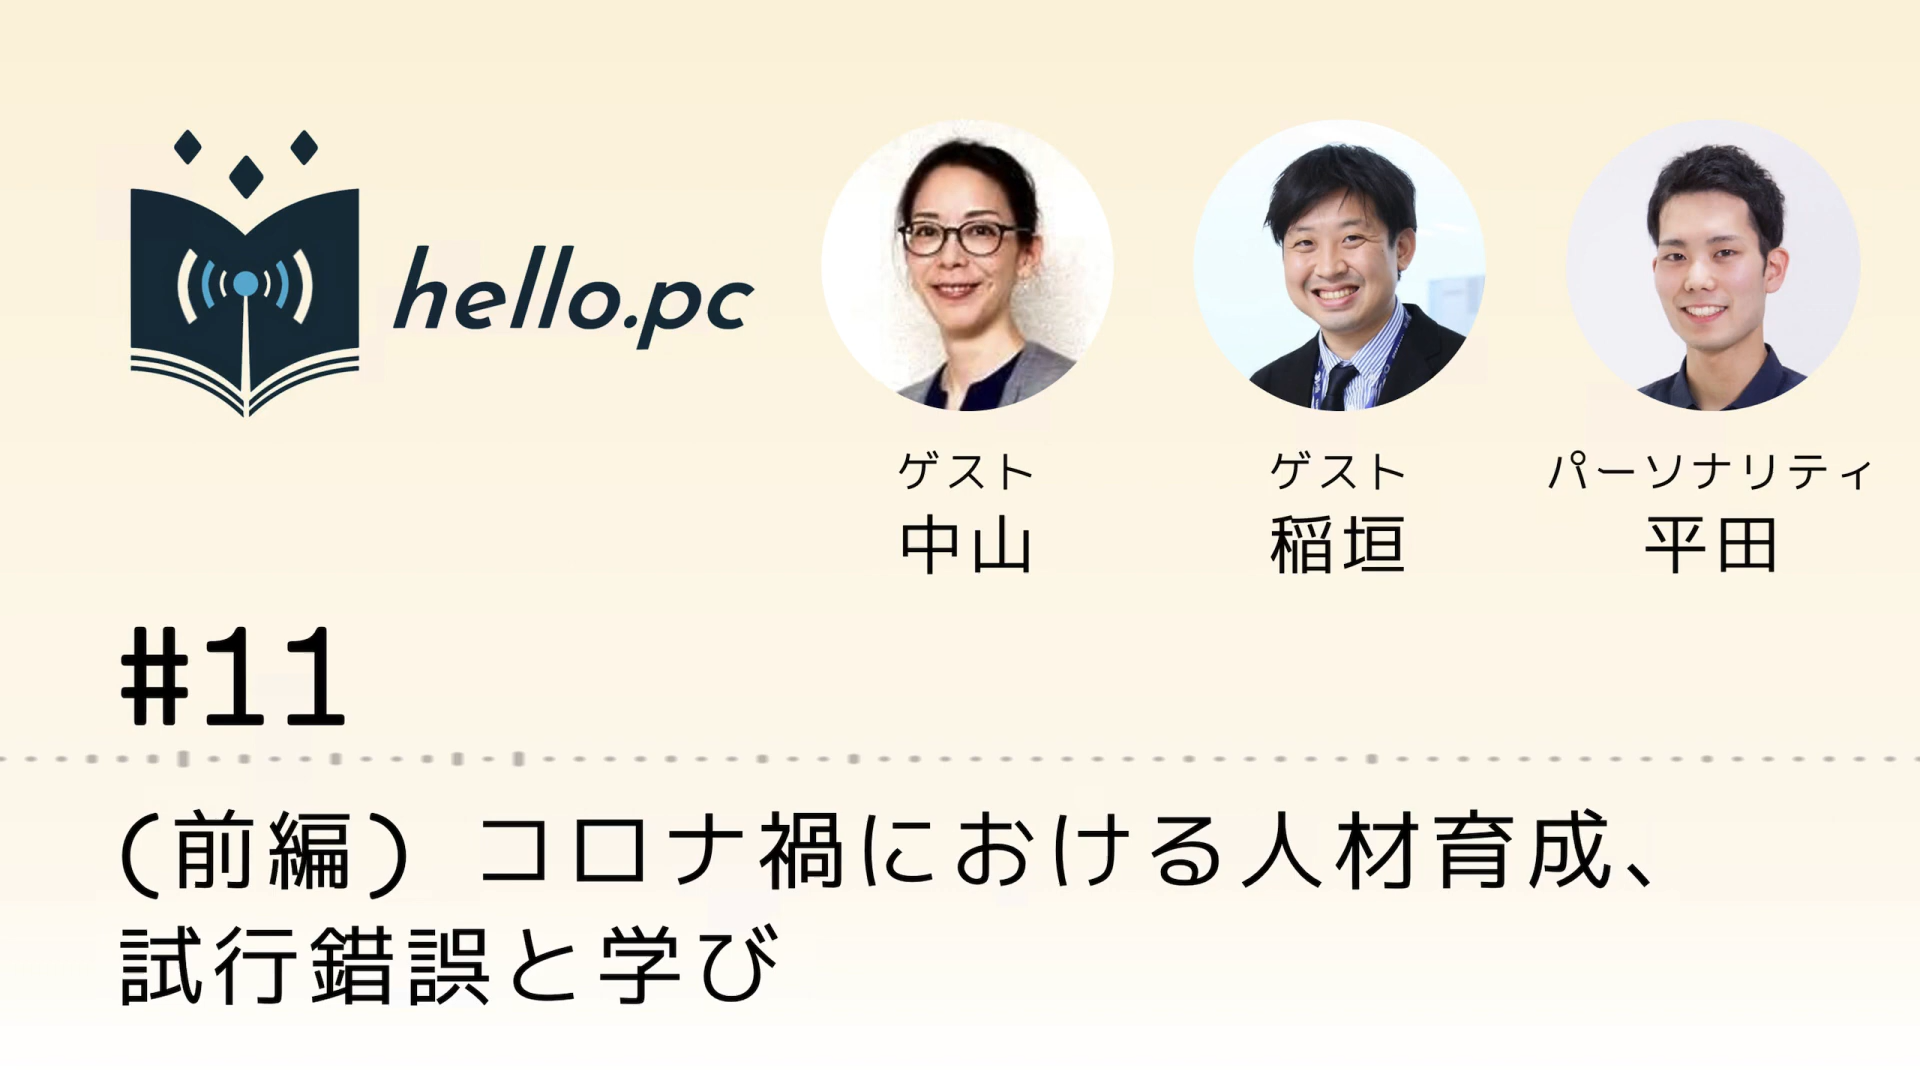 hello.pc
ゲスト
中山
ゲスト
稲垣
パーソナリティ
平田
#11
(前編) コロナ禍における人材育成、
試行錯誤と学び